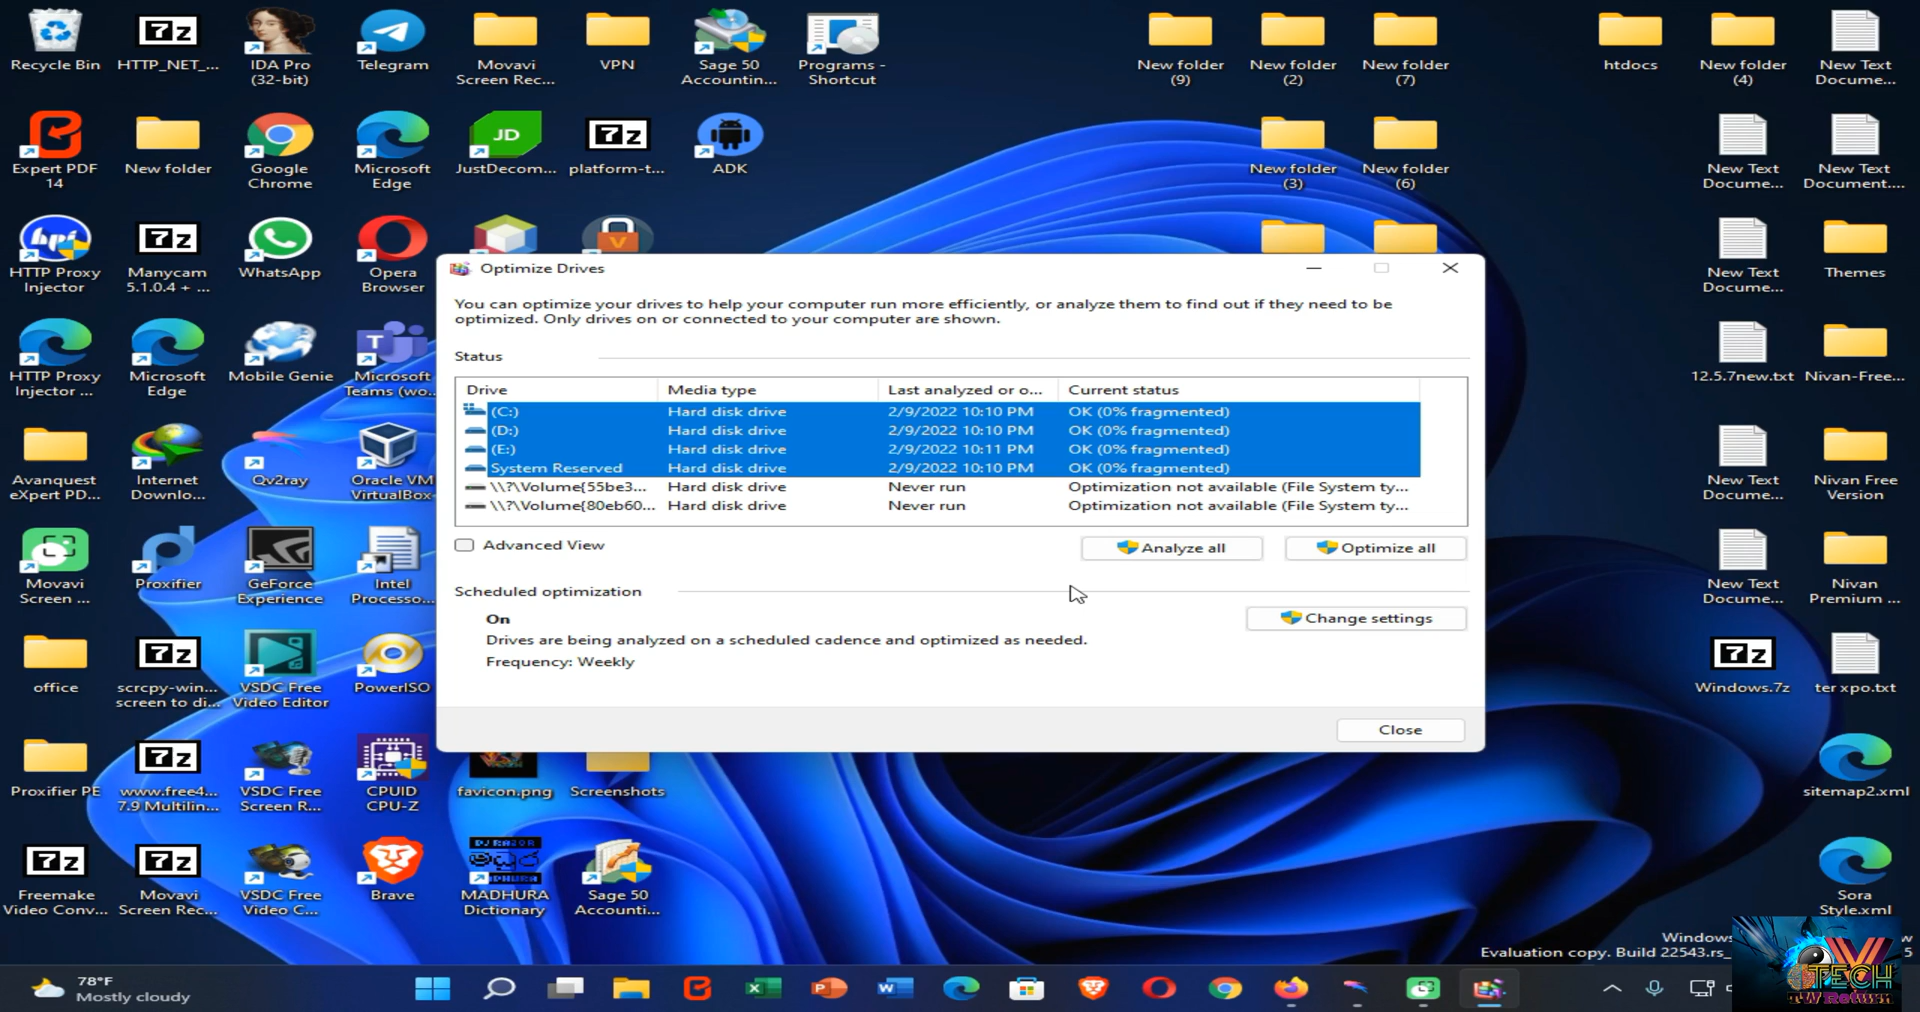 Recycle Bin
HTTP_NET_...
IDA Pro
(32-bit)
Telegram
Movavi
Screen Rec...
VPN
Sage 50
Accountin...
Programs -
Shortcut
New folder
(9)
New folder
(2)
New folder
(7)
htdocs
New folder
(4)
New Text
Docume...
Expert PDF
14
New folder
Google
Chrome
Microsoft
Edge
JD
JustDecom...
platform-t...
ADK
New folder
(3)
New folder
(6)
New Text
Docume...
New Text
Document....
HTTP Proxy
Injector
Manycam
5.1.0.4 + ...
WhatsApp
Opera
Browser
New Text
Docume...
Themes
HTTP Proxy
Injector ...
Microsoft
Edge
Mobile Genie
Microsoft
Teams (wo...
12.5.7new.txt
Nivan-Free...
Avanquest
eXpert PD...
Internet
Downlo...
Qv2ray
Oracle VM
VirtualBox
New Text
Docume...
Nivan Free
Version
Movavi
Screen ...
Proxifier
GeForce
Experience
Intel
Processo...
New Text
Docume...
Nivan
Premium ...
office
scrcpy-win...
screen to di...
VSDC Free
Video Editor
PowerISO
Windows.7z
ter xpo.txt
Proxifier PE
www.free4...
7.9 Multilin...
VSDC Free
Screen R...
CPUID
CPU-Z
favicon.png
Screenshots
sitemap2.xml
Freemake
Video Conv...
Movavi
Screen Rec...
VSDC Free
Video C...
Brave
MADHURA
Dictionary
Sage 50
Accounti...
Sora
Style.xml
Optimize Drives
You can optimize your drives to help your computer run more efficiently, or analyze them to find out if they need to be
optimized. Only drives on or connected to your computer are shown.
Status
Drive Media type Last analyzed or o... Current status
(C:) Hard disk drive 2/9/2022 10:10 PM OK (0% fragmented)
(D:) Hard disk drive 2/9/2022 10:10 PM OK (0% fragmented)
(E:) Hard disk drive 2/9/2022 10:11 PM OK (0% fragmented)
System Reserved Hard disk drive 2/9/2022 10:10 PM OK (0% fragmented)
\\?\Volume{55be3... Hard disk drive Never run Optimization not available (File System ty...
\\?\Volume{80eb60... Hard disk drive Never run Optimization not available (File System ty...
Advanced View
Analyze all
Optimize all
Scheduled optimization
On
Change settings
Drives are being analyzed on a scheduled cadence and optimized as needed.
Frequency: Weekly
Close
Windows
Evaluation copy. Build 22543.rs_
78°F
Mostly cloudy
TECH